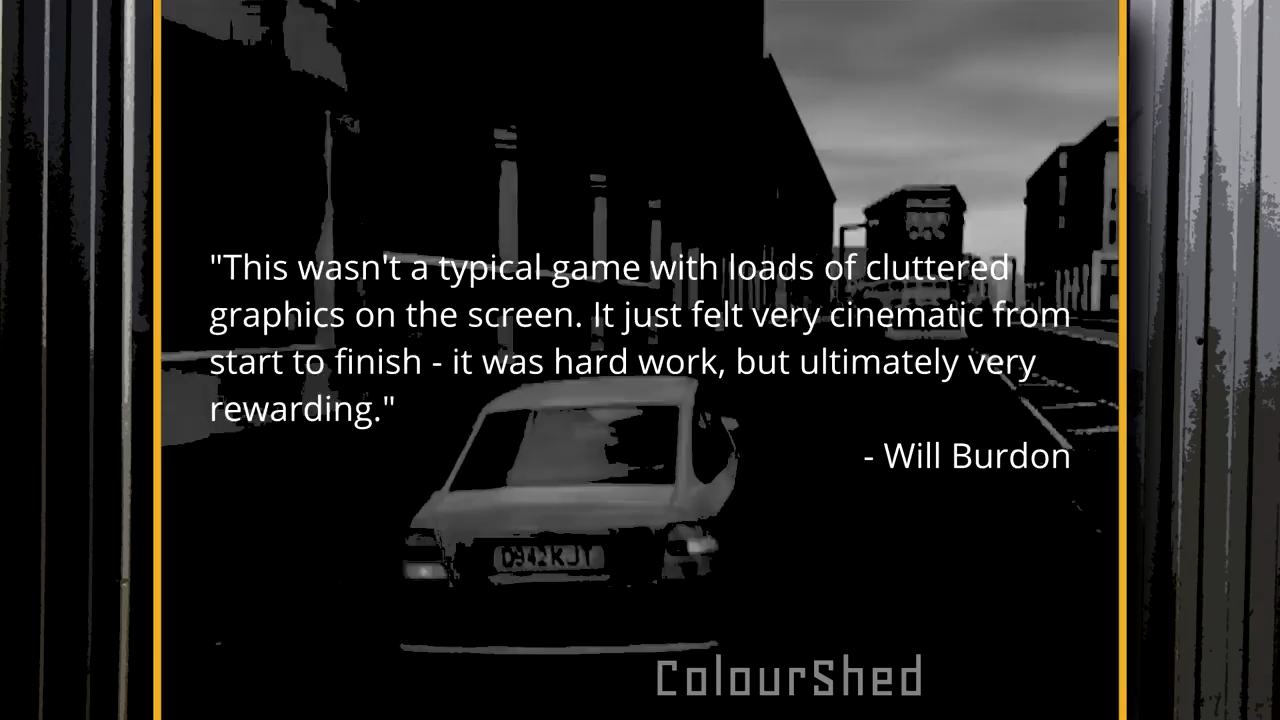 "This wasn't a typical game with loads of cluttered
graphics on the screen. It just felt very cinematic from
start to finish - it was hard work, but ultimately very
rewarding."
- Will Burdon
D942KJT
ColourShed